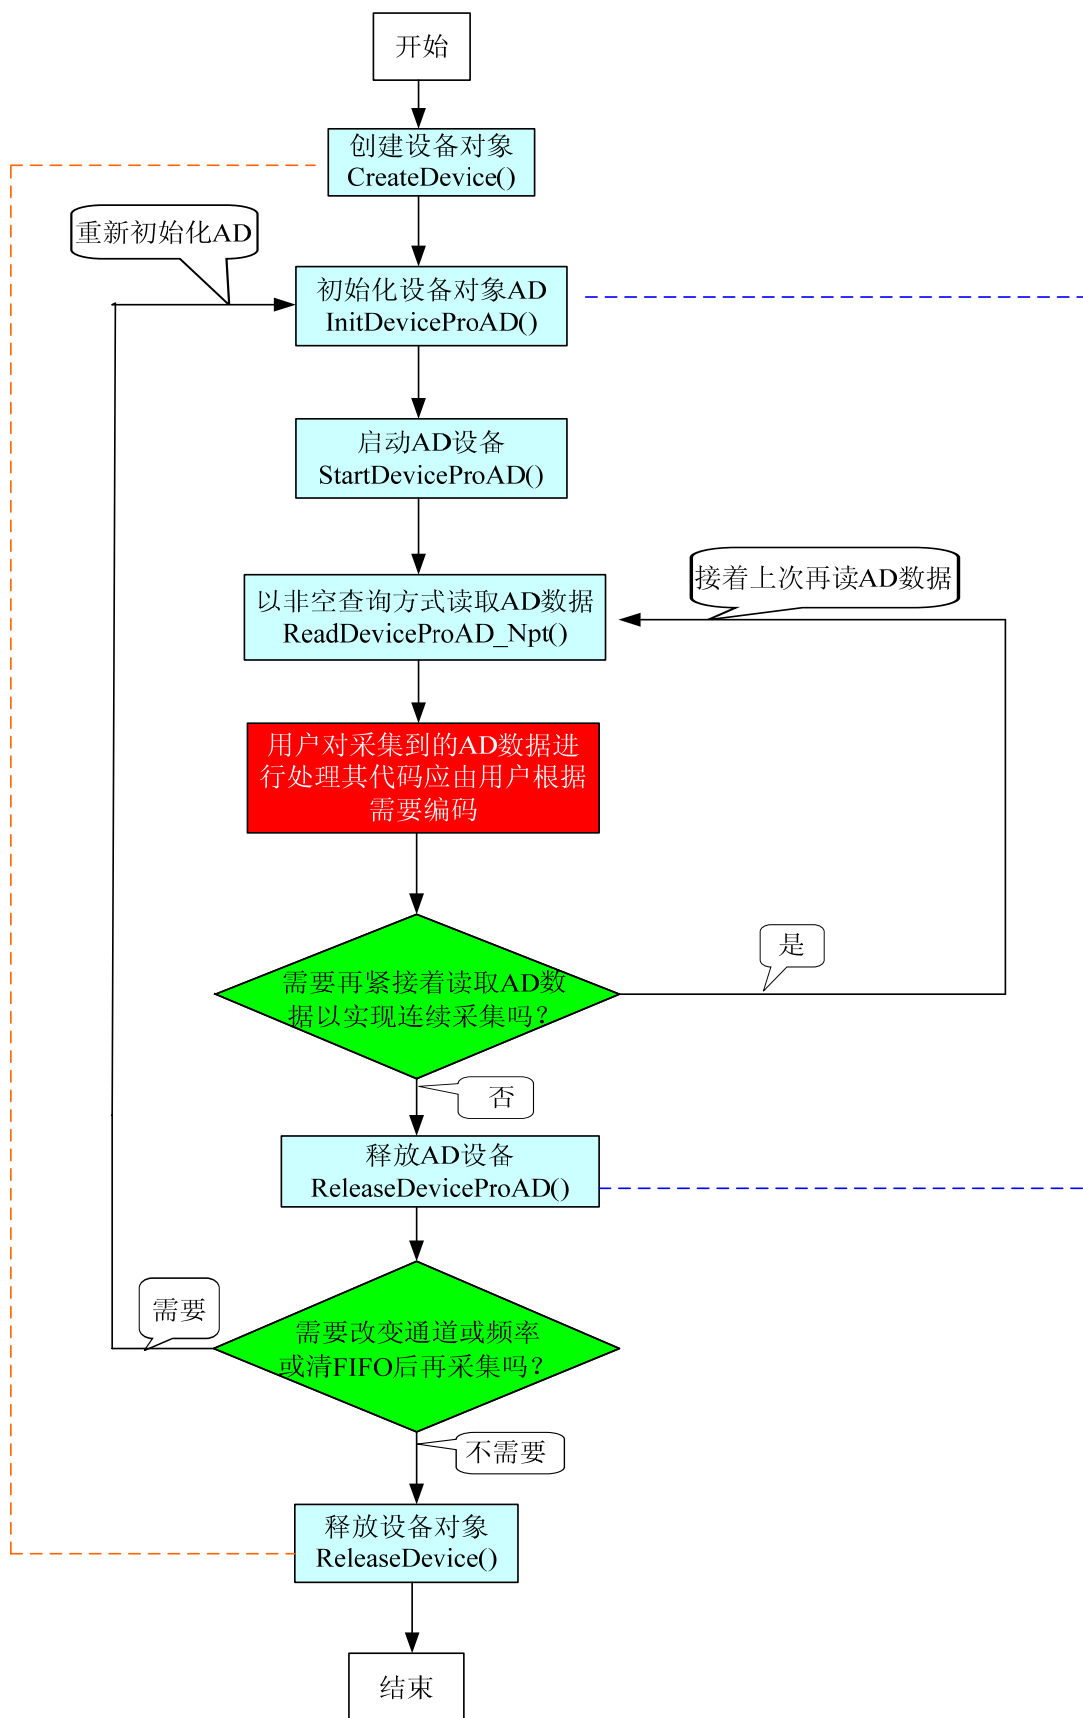 开始
创建设备对象
CreateDevice()
重新初始化AD
初始化设备对象AD
InitDeviceProAD()
启动AD设备
StartDeviceProAD()
接着上次再读AD数据
以非空查询方式读取AD数据
ReadDeviceProAD_Npt()
用户对采集到的AD数据进
行处理其代码应由用户根据
需要编码
是
需要再紧接着读取AD数
据以实现连续采集吗?
否
释放AD设备
ReleaseDeviceProAD()
需要
需要改变通道或频率
或清FIFO后再采集吗?
不需要
释放设备对象
ReleaseDevice()
结束